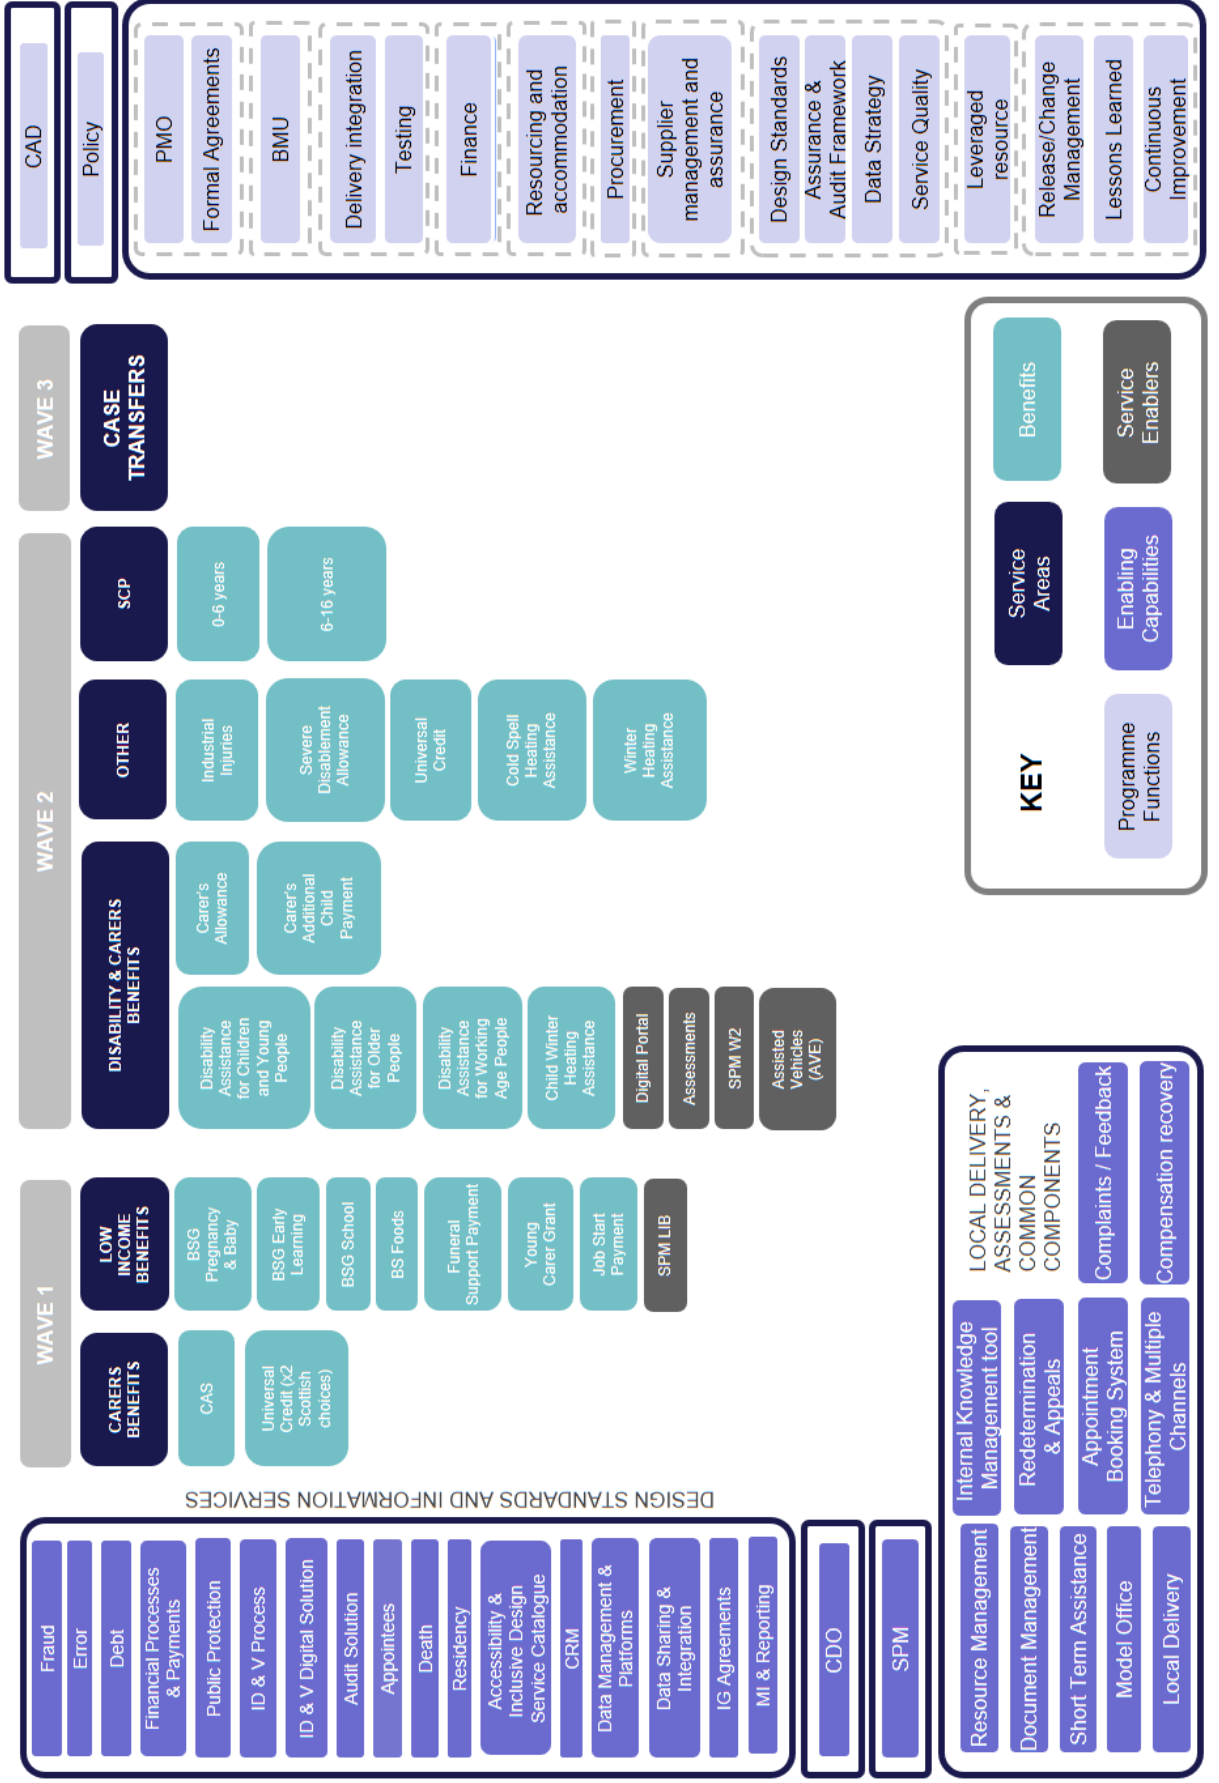 DESIGN STANDARDS AND INFORMATION SERVICES
Fraud
Error
Debt
Financial Processes
& Payments
Public Protection
ID & V Process
ID & V Digital Solution
Audit Solution
Appointees
Death
Residency
Accessibility &
Inclusive Design
Service Catalogue
CRM
Data Management &
Platforms
Data Sharing &
Integration
IG Agreements
MI & Reporting
CDO
SPM
WAVE 1
CARERS
BENEFITS
CAS
Universal
Credit (x2
Scottish
choices)
LOW
INCOME
BENEFITS
BSG
Pregnancy
& Baby
BSG Early
Learning
BSG School
BS Foods
Funeral
Support Payment
Young
Carer Grant
Job Start
Payment
SPM LIB
WAVE 2
DISABILITY & CARERS
BENEFITS
Disability
Assistance
for Children
and Young
People
Disability
Assistance
for Older
People
Disability
Assistance
for Working
Age People
Child Winter
Heating
Assistance
Digital Portal
Assessments
SPM W2
Assisted
Vehicles
(AVE)
Carer's
Allowance
Carer's
Additional
Child
Payment
OTHER
Industrial
Injuries
Severe
Disablement
Allowance
Universal
Credit
Cold Spell
Heating
Assistance
Winter
Heating
Assistance
SCP
0-6 years
6-16 years
WAVE 3
CASE
TRANSFERS
CAD
Policy
PMO
Formal Agreements
BMU
Delivery integration
Testing
Finance
Resourcing and
accommodation
Procurement
Supplier
management and
assurance
Design Standards
Assurance &
Audit Framework
Data Strategy
Service Quality
Leveraged
resource
Release/Change
Management
Lessons Learned
Continuous
Improvement
Resource Management
Document Management
Short Term Assistance
Model Office
Local Delivery
Internal Knowledge
Management tool
Redetermination
& Appeals
Appointment
Booking System
Telephony & Multiple
Channels
LOCAL DELIVERY,
ASSESSMENTS &
COMMON
COMPONENTS
Complaints / Feedback
Compensation recovery
KEY
Service
Areas
Benefits
Programme
Functions
Enabling
Capabilities
Service
Enablers